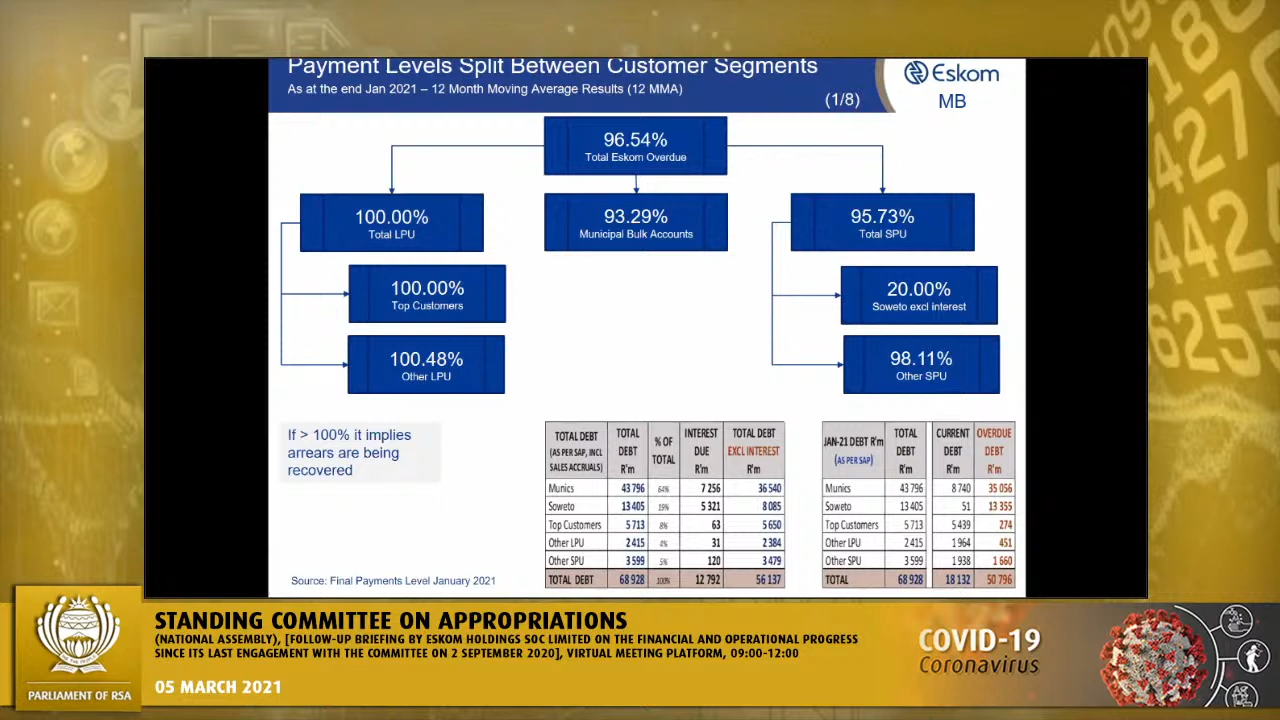 Payment Levels Split Between Customer Segments
As at the end Jan 2021 – 12 Month Moving Average Results (12 MMA)
(1/8)
Eskom
MB
96.54%
Total Eskom Overdue
100.00%
Total LPU
93.29%
Municipal Bulk Accounts
95.73%
Total SPU
100.00%
Top Customers
20.00%
Soweto excl interest
100.48%
Other LPU
98.11%
Other SPU
If > 100% it implies
arrears are being
recovered
TOTAL DEBT (AS PER SAP, INCL SALES ACCRUALS) TOTAL DEBT R'm % OF TOTAL INTEREST DUE R'm TOTAL DEBT EXCL INTEREST R'm
Munics 43 796 64% 7 256 36 540
Soweto 13 405 19% 5 321 8 085
Top Customers 5 713 8% 63 5 650
Other LPU 2 415 4% 31 2 384
Other SPU 3 599 5% 120 3 479
TOTAL DEBT 68 928 100% 12 792 56 137
JAN-21 DEBT R'm (AS PER SAP) TOTAL DEBT R'm CURRENT DEBT R'm OVERDUE DEBT R'm
Munics 43 796 8 740 35 056
Soweto 13 405 51 13 355
Top Customers 5 713 5 439 274
Other LPU 2 415 1 964 451
Other SPU 3 599 1 938 1 660
TOTAL 68 928 18 132 50 796
Source: Final Payments Level January 2021
STANDING COMMITTEE ON APPROPRIATIONS
(NATIONAL ASSEMBLY), [FOLLOW-UP BRIEFING BY ESKOM HOLDINGS SOC LIMITED ON THE FINANCIAL AND OPERATIONAL PROGRESS
SINCE ITS LAST ENGAGEMENT WITH THE COMMITTEE ON 2 SEPTEMBER 2020], VIRTUAL MEETING PLATFORM, 09:00-12:00
05 MARCH 2021
PARLIAMENT OF RSA
COVID-19
Coronavirus